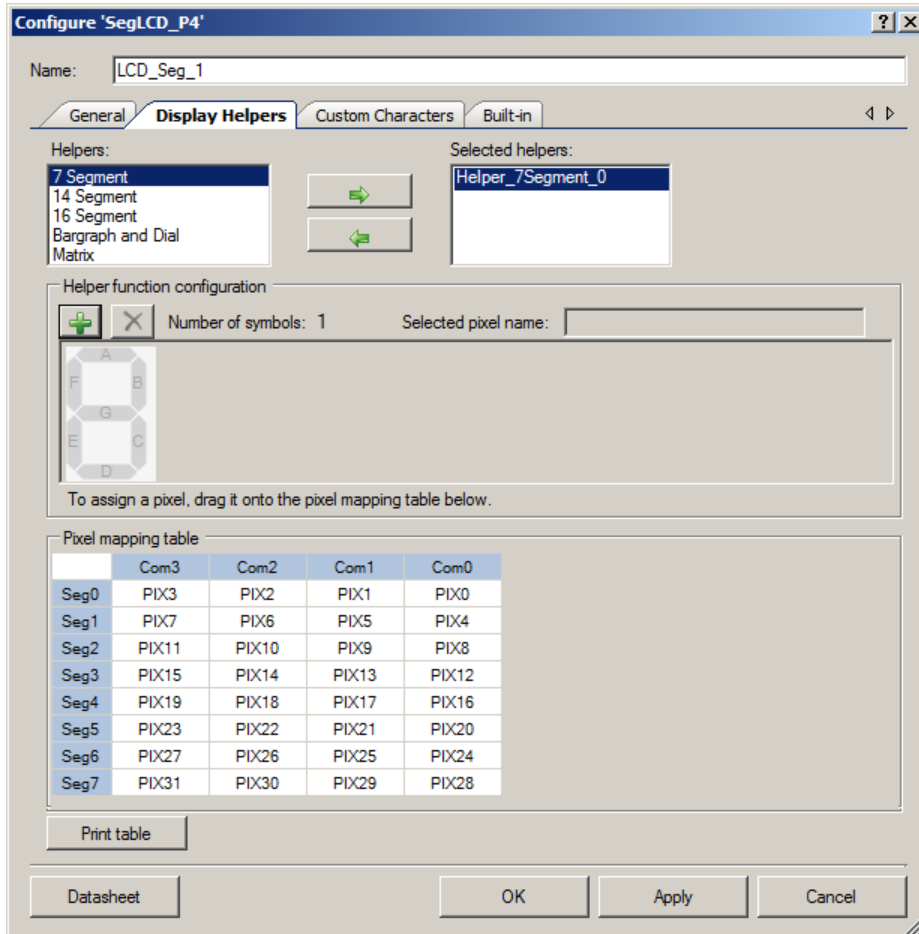 Configure 'SegLCD_P4'
?
Name: LCD_Seg_1
General Display Helpers Custom Characters Built-in
Helpers:
7 Segment
14 Segment
16 Segment
Bargraph and Dial
Matrix
Selected helpers:
Helper_7Segment_0
Helper function configuration
Number of symbols: 1 Selected pixel name:
A
F B
G
E C
D
To assign a pixel, drag it onto the pixel mapping table below.
Pixel mapping table
Com3 Com2 Com1 Com0
Seg0 PIX3 PIX2 PIX1 PIX0
Seg1 PIX7 PIX6 PIX5 PIX4
Seg2 PIX11 PIX10 PIX9 PIX8
Seg3 PIX15 PIX14 PIX13 PIX12
Seg4 PIX19 PIX18 PIX17 PIX16
Seg5 PIX23 PIX22 PIX21 PIX20
Seg6 PIX27 PIX26 PIX25 PIX24
Seg7 PIX31 PIX30 PIX29 PIX28
Print table
Datasheet OK Apply Cancel